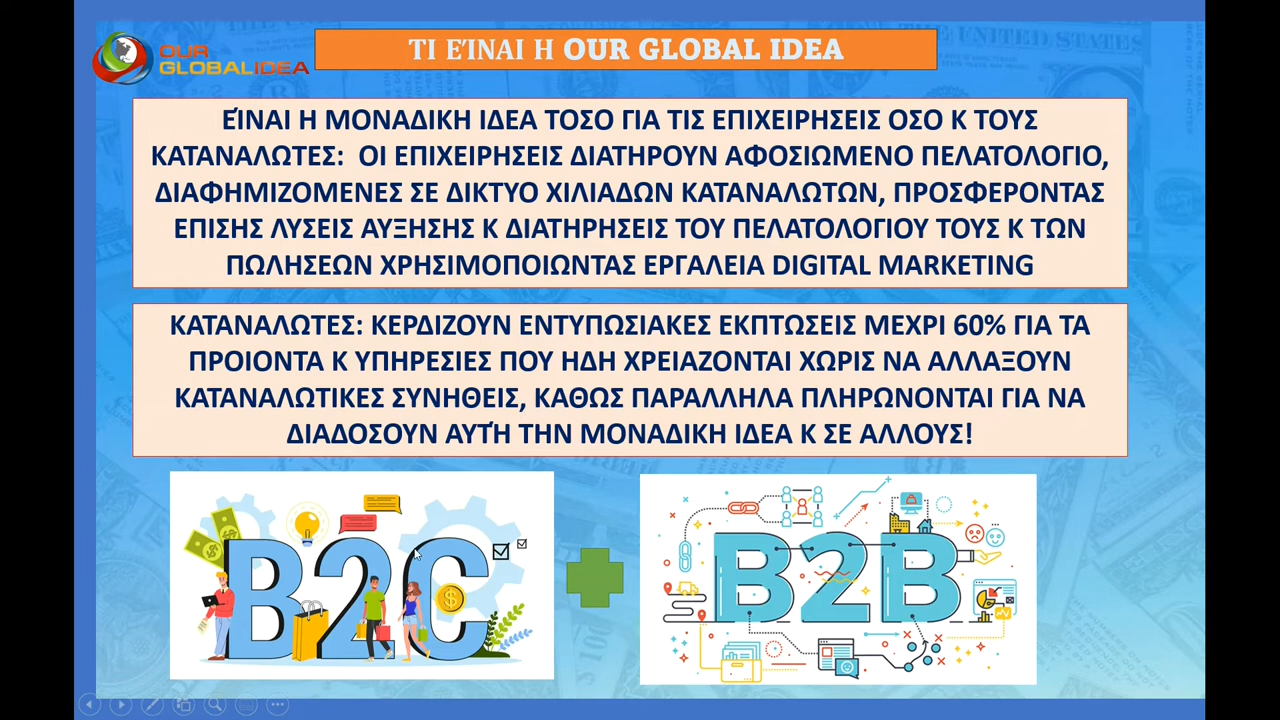 OUR
GLOBALIDEA
ΤΙ ΕΊΝΑΙ Η OUR GLOBAL IDEA
ΕΊΝΑΙ Η ΜΟΝΑΔΙΚΗ ΙΔΕΑ ΤΟΣΟ ΓΙΑ ΤΙΣ ΕΠΙΧΕΙΡΗΣΕΙΣ ΟΣΟ Κ ΤΟΥΣ
ΚΑΤΑΝΑΛΩΤΕΣ: ΟΙ ΕΠΙΧΕΙΡΗΣΕΙΣ ΔΙΑΤΗΡΟΥΝ ΑΦΟΣΙΩΜΕΝΟ ΠΕΛΑΤΟΛΟΓΙΟ,
ΔΙΑΦΗΜΙΖΟΜΕΝΕΣ ΣΕ ΔΙΚΤΥΟ ΧΙΛΙΑΔΩΝ ΚΑΤΑΝΑΛΩΤΩΝ, ΠΡΟΣΦΕΡΟΝΤΑΣ
ΕΠΙΣΗΣ ΛΥΣΕΙΣ ΑΥΞΗΣΗΣ Κ ΔΙΑΤΗΡΗΣΕΙΣ ΤΟΥ ΠΕΛΑΤΟΛΟΓΙΟΥ ΤΟΥΣ Κ ΤΩΝ
ΠΩΛΗΣΕΩΝ ΧΡΗΣΙΜΟΠΟΙΩΝΤΑΣ ΕΡΓΑΛΕΙΑ DIGITAL MARKETING
ΚΑΤΑΝΑΛΩΤΕΣ: ΚΕΡΔΙΖΟΥΝ ΕΝΤΥΠΩΣΙΑΚΕΣ ΕΚΠΤΩΣΕΙΣ ΜΕΧΡΙ 60% ΓΙΑ ΤΑ
ΠΡΟΙΟΝΤΑ Κ ΥΠΗΡΕΣΙΕΣ ΠΟΥ ΗΔΗ ΧΡΕΙΑΖΟΝΤΑΙ ΧΩΡΙΣ ΝΑ ΑΛΛΑΞΟΥΝ
ΚΑΤΑΝΑΛΩΤΙΚΕΣ ΣΥΝΗΘΕΙΣ, ΚΑΘΩΣ ΠΑΡΑΛΛΗΛΑ ΠΛΗΡΩΝΟΝΤΑΙ ΓΙΑ ΝΑ
ΔΙΑΔΟΣΟΥΝ ΑΥΤΉ ΤΗΝ ΜΟΝΑΔΙΚΗ ΙΔΕΑ Κ ΣΕ ΑΛΛΟΥΣ!
B2C
B2B